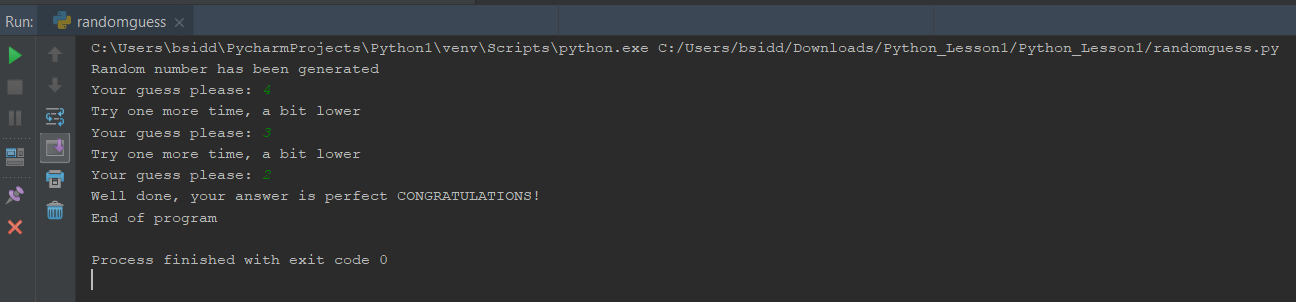 Run: randomguess
C:\Users\bsidd\PycharmProjects\Python1\venv\Scripts\python.exe C:/Users/bsidd/Downloads/Python_Lesson1/Python_Lesson1/randomguess.py
Random number has been generated
Your guess please: 4
Try one more time, a bit lower
Your guess please: 3
Try one more time, a bit lower
Your guess please: 2
Well done, your answer is perfect CONGRATULATIONS!
End of program
Process finished with exit code 0